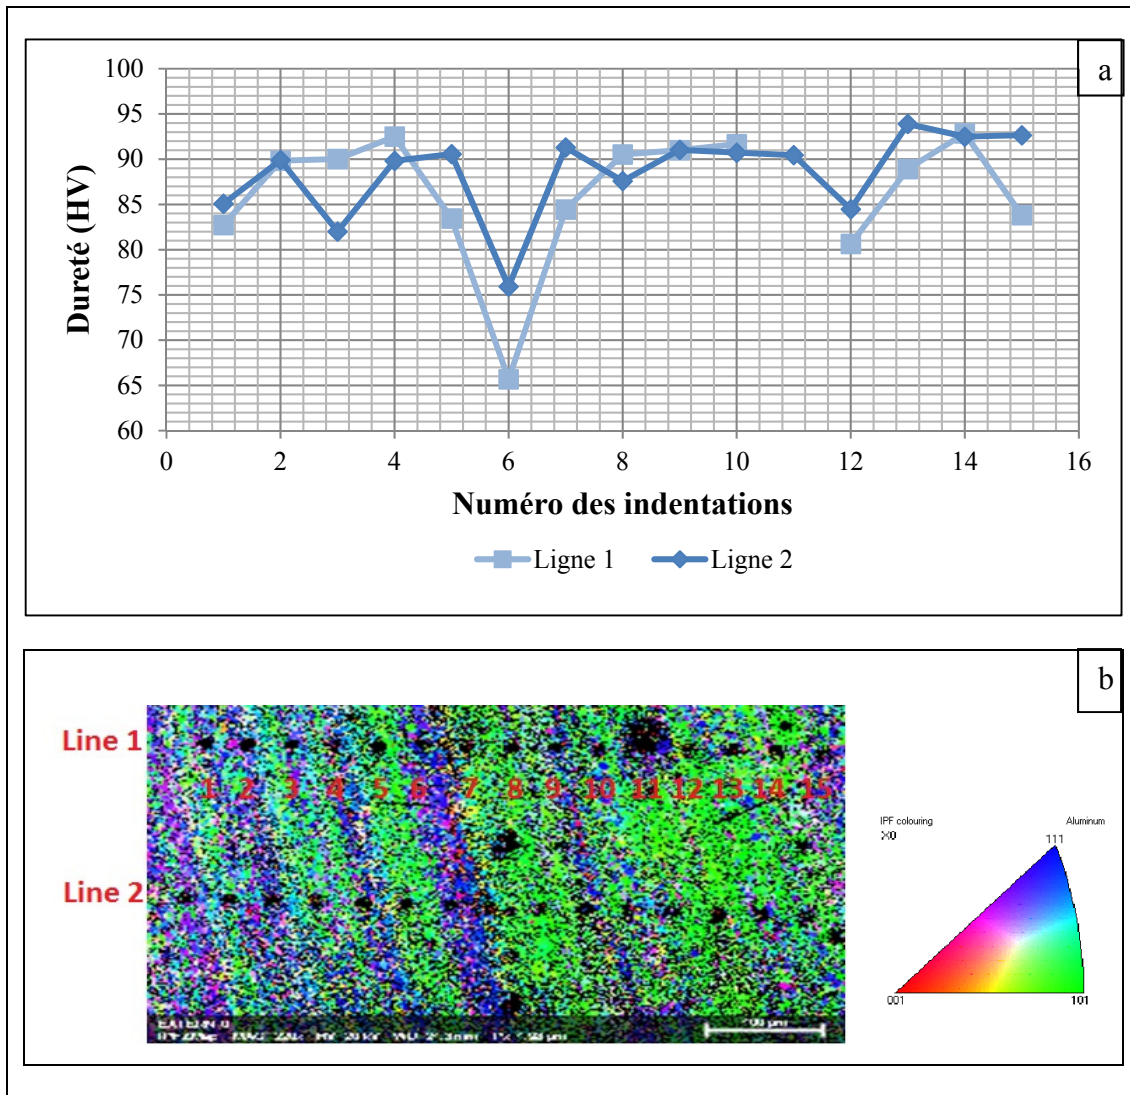 a
100
95
90
85
80
75
70
65
60
0 2 4 6 8 10 12 14 16
Dureté (HV)
Numéro des indentations
Ligne 1 Ligne 2
b
Line 1
1 2 3 4 5 6 7 8 9 10 11 12 13 14 15
Line 2
IPF colouring Aluminum
111
001 101